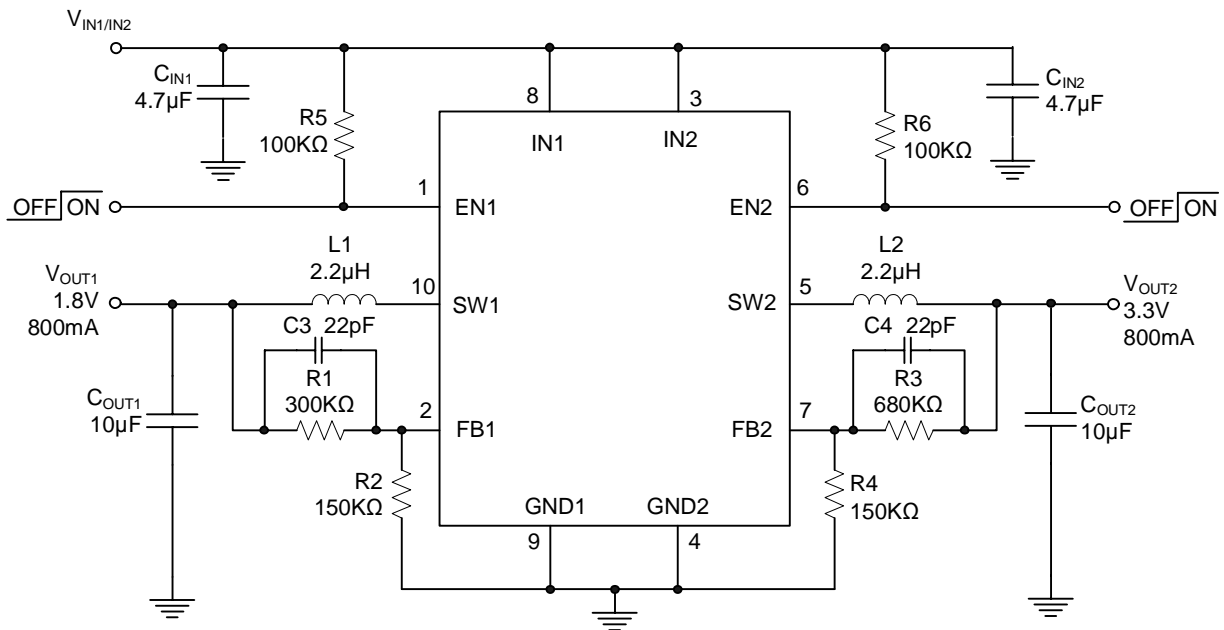 VIN1/IN2
CIN1
4.7µF
R5
100KΩ
8
3
IN1
IN2
R6
100KΩ
CIN2
4.7µF
OFF ON
1
EN1
EN2
6
OFF ON
L1
2.2µH
L2
2.2µH
VOUT1
1.8V
800mA
10
SW1
SW2
5
VOUT2
3.3V
800mA
C3 22pF
C4 22pF
R1
300KΩ
R3
680KΩ
COUT1
10µF
2
FB1
FB2
7
COUT2
10µF
R2
150KΩ
R4
150KΩ
GND1
GND2
9
4